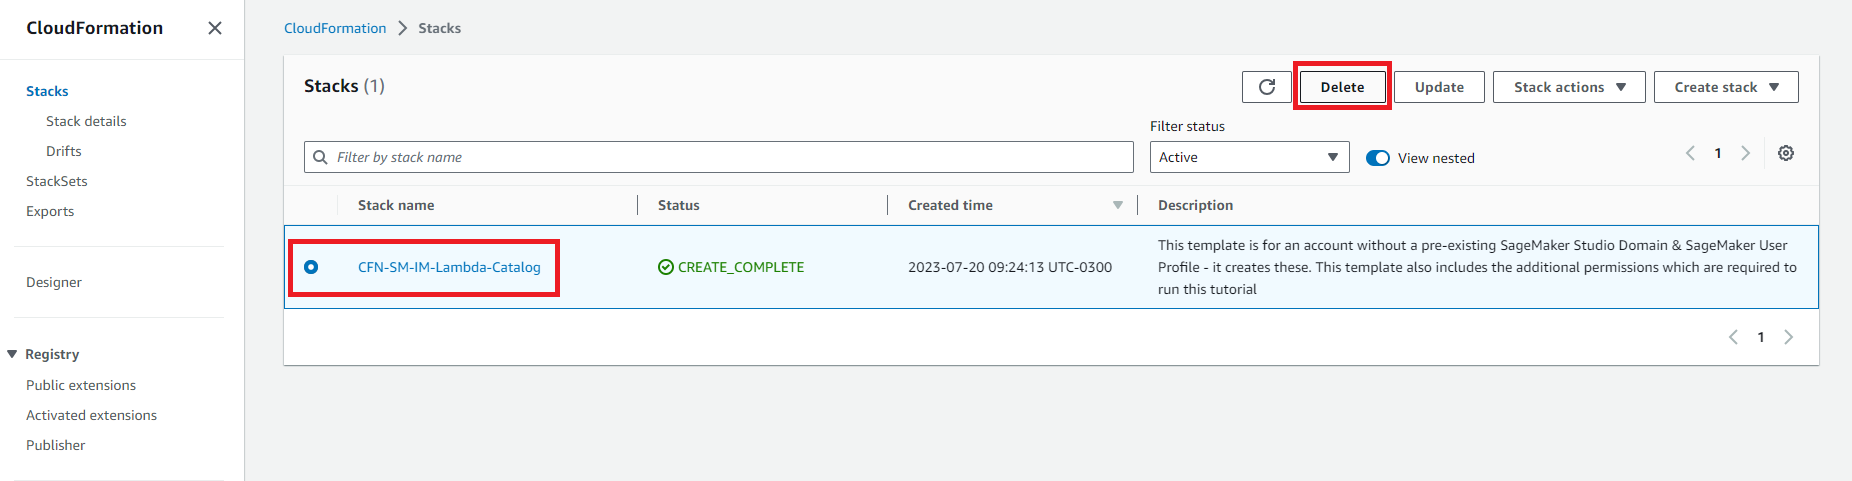 CloudFormation
Stacks
Stack details
Drifts
StackSets
Exports
Designer
Registry
Public extensions
Activated extensions
Publisher
CloudFormation > Stacks
Stacks (1)
Delete
Update
Stack actions
Create stack
Filter by stack name
Filter status
Active
View nested
1
Stack name
Status
Created time
Description
CFN-SM-IM-Lambda-Catalog
CREATE_COMPLETE
2023-07-20 09:24:13 UTC-0300
This template is for an account without a pre-existing SageMaker Studio Domain & SageMaker User
Profile - it creates these. This template also includes the additional permissions which are required to
run this tutorial
1